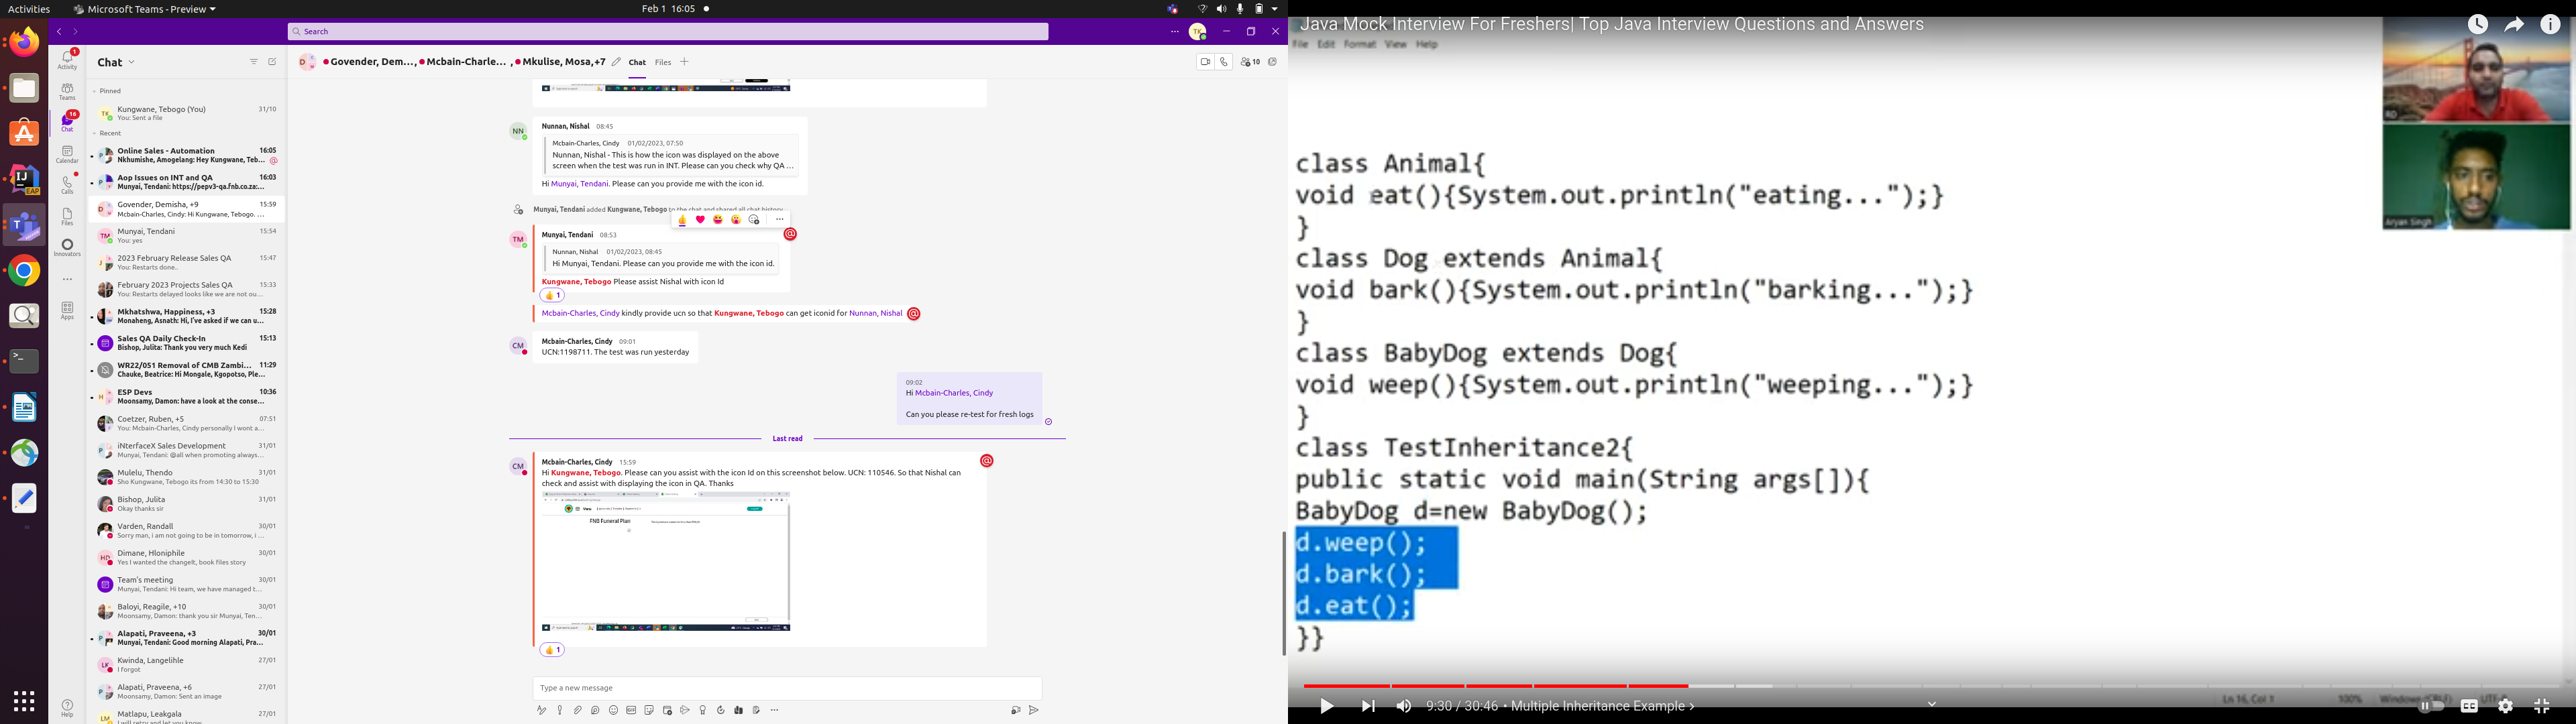 Activities
Microsoft Teams - Preview
Feb 1 16:05
Search
TK
Activity
Teams
Chat
Calendar
Calls
Files
Innovators
Apps
Help
1
16
Chat
Pinned
Kungwane, Tebogo (You) 31/10
You: Sent a file
Recent
Online Sales - Automation 16:05
Nkhumishe, Amogelang: Hey Kungwane, Teb...
Aop Issues on INT and QA 16:03
Munyai, Tendani: https://pepv3-qa.fnb.co.za:...
Govender, Demisha, +9 15:59
Mcbain-Charles, Cindy: Hi Kungwane, Tebogo. ...
Munyai, Tendani 15:54
You: yes
2023 February Release Sales QA 15:47
You: Restarts done..
February 2023 Projects Sales QA 15:33
You: Restarts delayed looks like we are not ou...
Mkhatshwa, Happiness, +3 15:28
Monaheng, Asnath: Hi, I've asked if we can u...
Sales QA Daily Check-In 15:13
Bishop, Julita: Thank you very much Kedi
WR22/051 Removal of CMB Zambi... 11:29
Chauke, Beatrice: Hi Mongale, Kgopotso, Ple...
ESP Devs 10:36
Moonsamy, Damon: have a look at the conse...
Coetzer, Ruben, +5 07:51
You: Mcbain-Charles, Cindy personally I wont a...
iNterfaceX Sales Development 31/01
Munyai, Tendani: @all when promoting always...
Mulelu, Thendo 31/01
Sho Kungwane, Tebogo its from 14:30 to 15:30
Bishop, Julita 31/01
Okay thanks sir
Varden, Randall 30/01
Sorry man, i am not going to be in tomorrow, i ...
Dimane, Hloniphile 30/01
Yes I wanted the changeIt, book files story
Team's meeting 30/01
Munyai, Tendani: Hi team, we have managed t...
Baloyi, Reagile, +10 30/01
Moonsamy, Damon: thank you sir Munyai, Ten...
Alapati, Praveena, +3 30/01
Munyai, Tendani: Good morning Alapati, Pra...
Kwinda, Langelihle 27/01
I forgot
Alapati, Praveena, +6 27/01
Moonsamy, Damon: Sent an image
Matlapu, Leakgala 27/01
I will retry and let you know
Govender, Dem..., Mcbain-Charle... , Mkulise, Mosa,+7 Chat Files 10
NN
Nunnan, Nishal 08:45
Mcbain-Charles, Cindy 01/02/2023, 07:50
Nunnan, Nishal - This is how the icon was displayed on the above
screen when the test was run in INT. Please can you check why QA ...
Hi Munyai, Tendani. Please can you provide me with the icon id.
Munyai, Tendani added Kungwane, Tebogo to the chat and shared all chat history.
TM
Munyai, Tendani 08:53
Nunnan, Nishal 01/02/2023, 08:45
Hi Munyai, Tendani. Please can you provide me with the icon id.
Kungwane, Tebogo Please assist Nishal with icon Id
1
Mcbain-Charles, Cindy kindly provide ucn so that Kungwane, Tebogo can get iconid for Nunnan, Nishal
CM
Mcbain-Charles, Cindy 09:01
UCN:1198711. The test was run yesterday
09:02
Hi Mcbain-Charles, Cindy
Can you please re-test for fresh logs
Last read
CM
Mcbain-Charles, Cindy 15:59
Hi Kungwane, Tebogo. Please can you assist with the icon Id on this screenshot below. UCN: 110546. So that Nishal can
check and assist with displaying the icon in QA. Thanks
FNB Funeral Plan
1
Type a new message
Java Mock Interview For Freshers| Top Java Interview Questions and Answers
File Edit Format View Help
RD
Aryan Singh
class Animal{
void eat(){System.out.println("eating...");}
}
class Dog extends Animal{
void bark(){System.out.println("barking...");}
}
class BabyDog extends Dog{
void weep(){System.out.println("weeping...");}
}
class TestInheritance2{
public static void main(String args[]){
BabyDog d=new BabyDog();
d.weep();
d.bark();
d.eat();
}}
Ln 16, Col 1 100% Windows (CRLF) UTF-8
9:30 / 30:46 • Multiple Inheritance Example